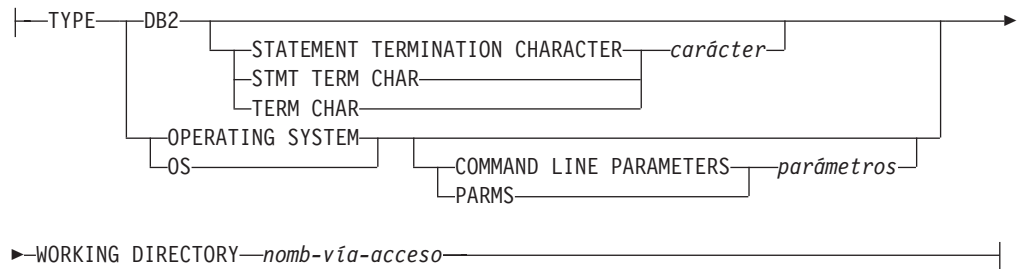 TYPE DB2
STATEMENT TERMINATION CHARACTER carácter
STMT TERM CHAR
TERM CHAR
OPERATING SYSTEM
OS
COMMAND LINE PARAMETERS parámetros
PARMS
WORKING DIRECTORY nomb-vía-acceso